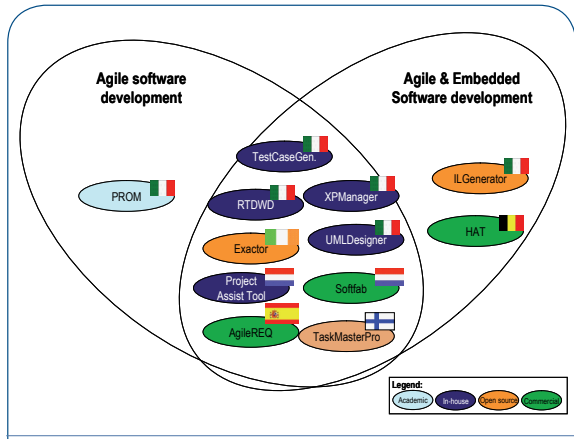 Agile software
development
Agile & Embedded
Software development
TestCaseGen.
PROM
RTDWD
XPManager
ILGenerator
Exactor
UMLDesigner
HAT
Project
Assist Tool
Softfab
AgileREQ
TaskMasterPro
Legend:
Academic
In-house
Open source
Commercial